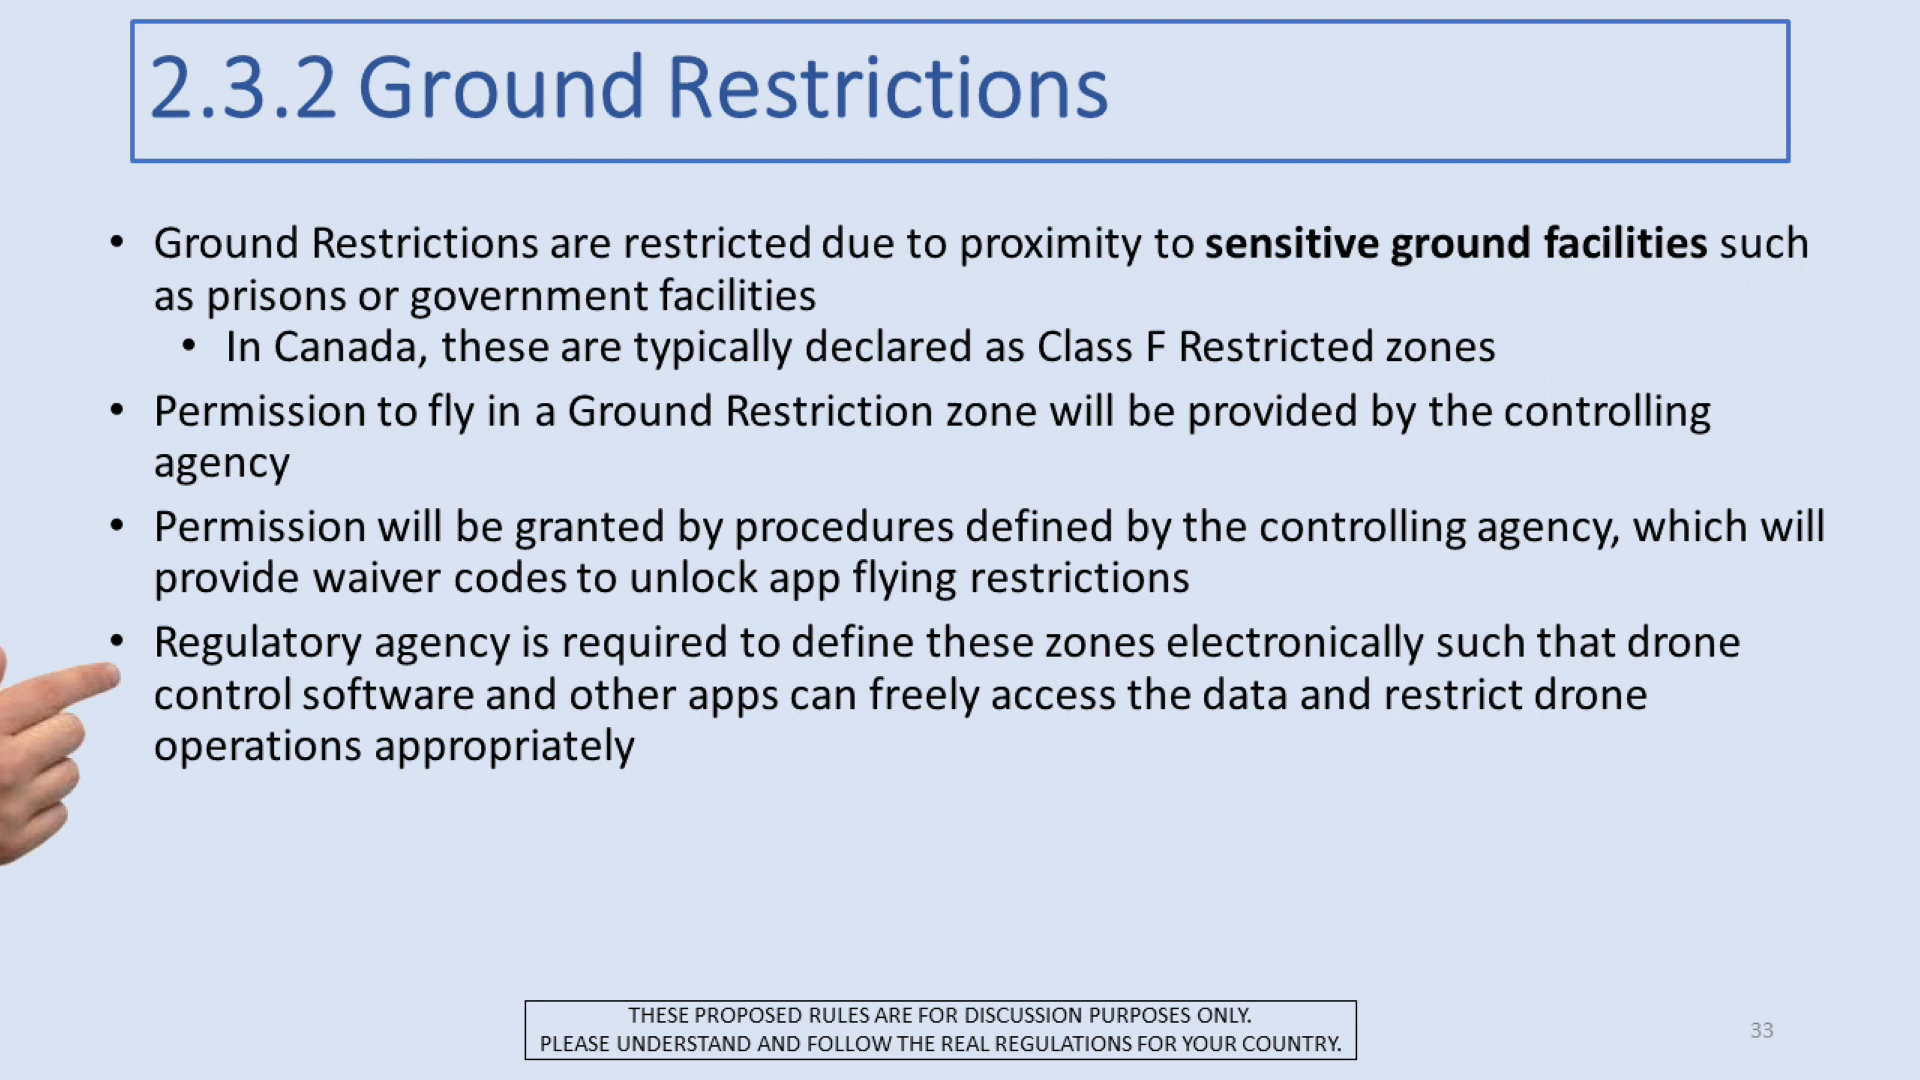 2.3.2 Ground Restrictions
• Ground Restrictions are restricted due to proximity to sensitive ground facilities such
as prisons or government facilities
• In Canada, these are typically declared as Class F Restricted zones
• Permission to fly in a Ground Restriction zone will be provided by the controlling
agency
• Permission will be granted by procedures defined by the controlling agency, which will
provide waiver codes to unlock app flying restrictions
• Regulatory agency is required to define these zones electronically such that drone
control software and other apps can freely access the data and restrict drone
operations appropriately
THESE PROPOSED RULES ARE FOR DISCUSSION PURPOSES ONLY.
PLEASE UNDERSTAND AND FOLLOW THE REAL REGULATIONS FOR YOUR COUNTRY.
33